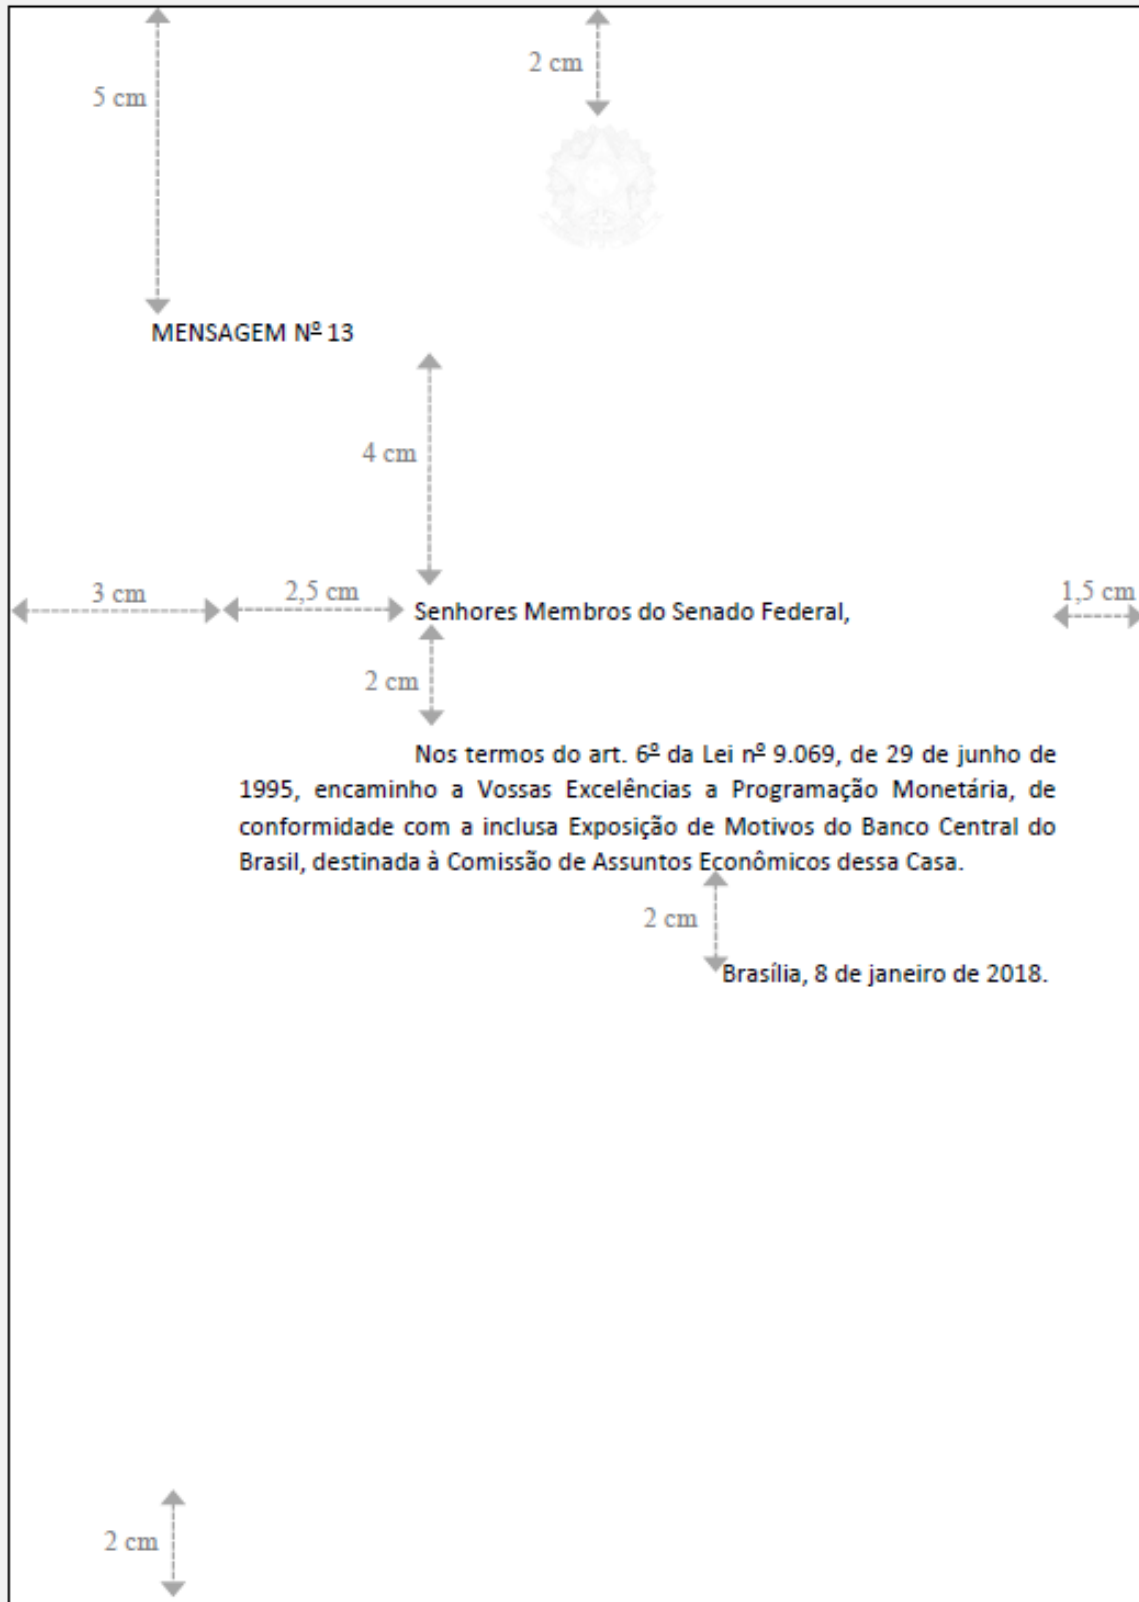 2 cm
5 cm
MENSAGEM Nº 13
4 cm
3 cm
2,5 cm
Senhores Membros do Senado Federal,
1,5 cm
2 cm
Nos termos do art. 6º da Lei nº 9.069, de 29 de junho de
1995, encaminho a Vossas Excelências a Programação Monetária, de
conformidade com a inclusa Exposição de Motivos do Banco Central do
Brasil, destinada à Comissão de Assuntos Econômicos dessa Casa.
2 cm
Brasília, 8 de janeiro de 2018.
2 cm